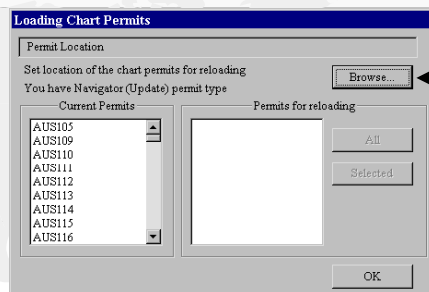 Loading Chart Permits
Permit Location
Set location of the chart permits for reloading
You have Navigator (Update) permit type
Browse...
Current Permits
AUS105
AUS109
AUS110
AUS111
AUS112
AUS113
AUS114
AUS115
AUS116
Permits for reloading
All
Selected
OK